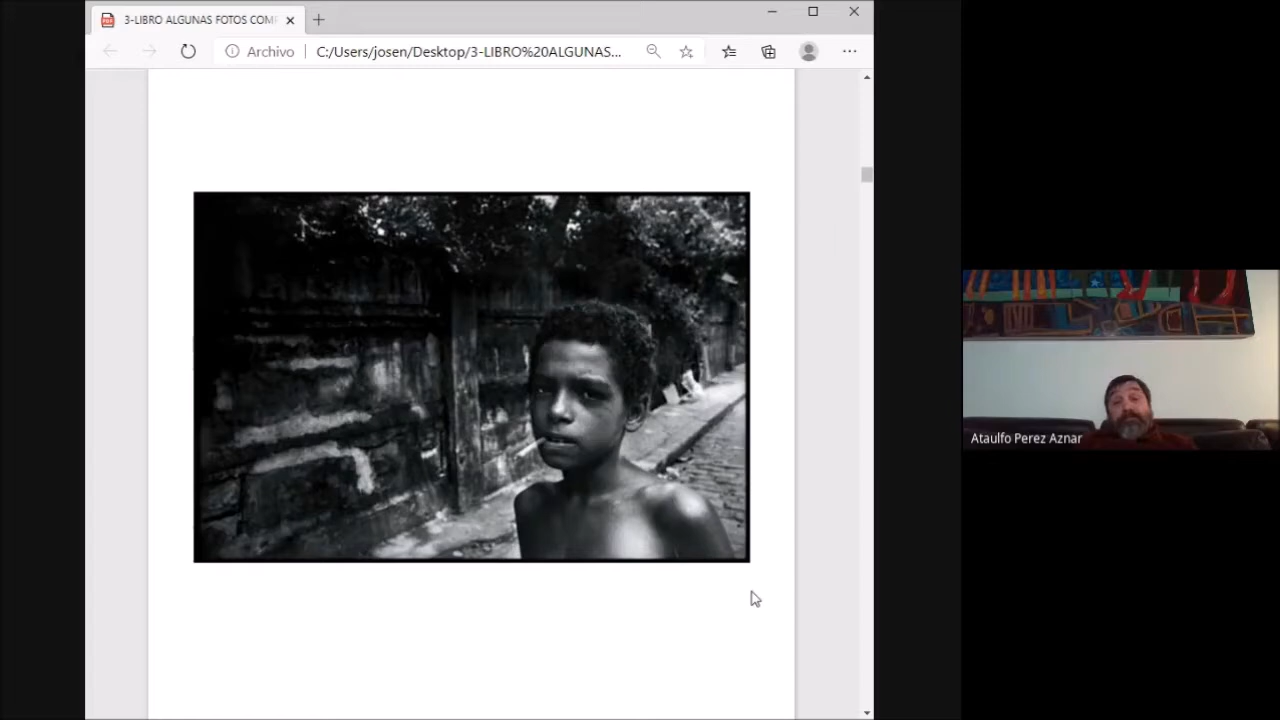 3-LIBRO ALGUNAS FOTOS COM
Archivo
C:/Users/josen/Desktop/3-LIBRO%20ALGUNAS...
Ataulfo Perez Aznar